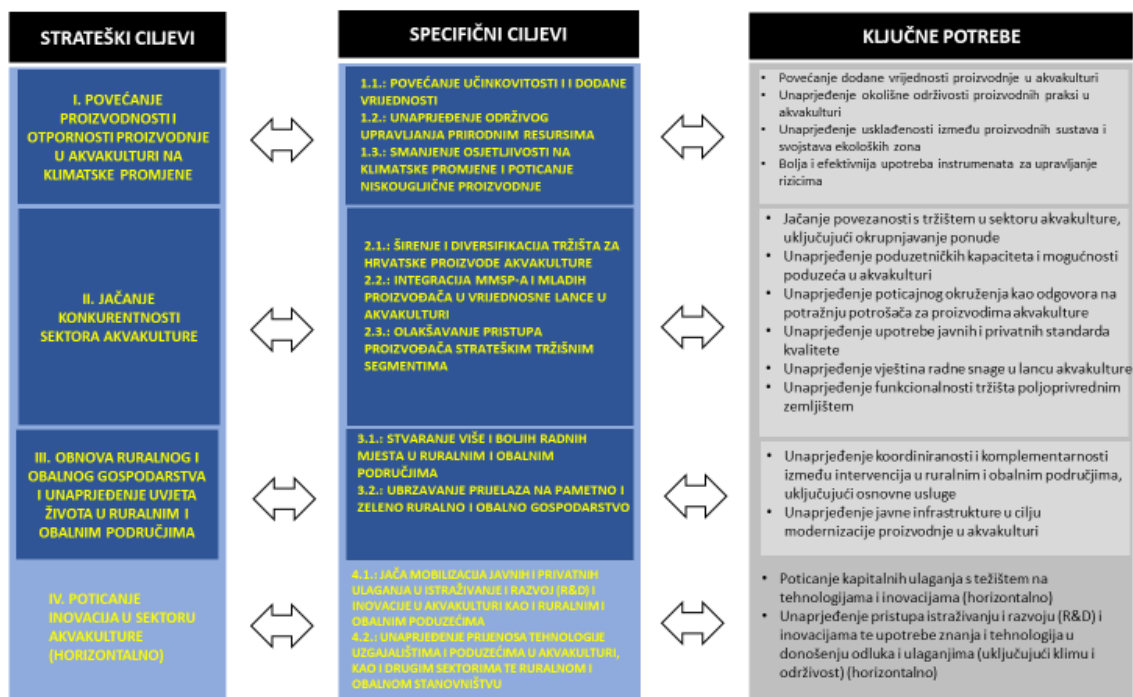 STRATEŠKI CILJEVI
SPECIFIČNI CILJEVI
KLJUČNE POTREBE
I. POVEĆANJE
PROIZVODNOSTI I
OTPORNOSTI PROIZVODNJE
U AKVAKULTURI NA
KLIMATSKE PROMJENE
1.1.: POVEĆANJE UČINKOVITOSTI I I DODANE
VRIJEDNOSTI
1.2.: UNAPRJEĐENJE ODRŽIVOG
UPRAVLJANJA PRIRODNIM RESURSIMA
1.3.: SMANJENJE OSJETLJIVOSTI NA
KLIMATSKE PROMJENE I POTICANJE
NISKOUGLJIČNE PROIZVODNJE
• Povećanje dodane vrijednosti proizvodnje u akvakulturi
• Unaprjeđenje okolišne održivosti proizvodnih praksi u
akvakulturi
• Unaprjeđenje usklađenosti između proizvodnih sustava i
svojstava ekoloških zona
• Bolja i efektivnija upotreba instrumenata za upravljanje
rizicima
II. JAČANJE
KONKURENTNOSTI
SEKTORA AKVAKULTURE
2.1.: ŠIRENJE I DIVERSIFIKACIJA TRŽIŠTA ZA
HRVATSKE PROIZVODE AKVAKULTURE
2.2.: INTEGRACIJA MMSP-A I MLADIH
PROIZVOĐAČA U VRIJEDNOSNE LANCE U
AKVAKULTURI
2.3.: OLAKŠAVANJE PRISTUPA
PROIZVOĐAČA STRATEŠKIM TRŽIŠNIM
SEGMENTIMA
• Jačanje povezanosti s tržištem u sektoru akvakulture,
uključujući okrupnjavanje ponude
• Unaprjeđenje poduzetničkih kapaciteta i mogućnosti
poduzeća u akvakulturi
• Unaprjeđenje poticajnog okruženja kao odgovora na
potražnju potrošača za proizvodima akvakulture
• Unaprjeđenje upotrebe javnih i privatnih standarda
kvalitete
• Unaprjeđenje vještina radne snage u lancu akvakulture
• Unaprjeđenje funkcionalnosti tržišta poljoprivrednim
zemljištem
III. OBNOVA RURALNOG I
OBALNOG GOSPODARSTVA
I UNAPRJEĐENJE UVJETA
ŽIVOTA U RURALNIM I
OBALNIM PODRUČJIMA
3.1.: STVARANJE VIŠE I BOLJIH RADNIH
MJESTA U RURALNIM I OBALNIM
PODRUČJIMA
3.2.: UBRZAVANJE PRIJELAZA NA PAMETNO I
ZELENO RURALNO I OBALNO GOSPODARSTVO
• Unaprjeđenje koordiniranosti i komplementarnosti
između intervencija u ruralnim i obalnim područjima,
uključujući osnovne usluge
• Unaprjeđenje javne infrastrukture u cilju
modernizacije proizvodnje u akvakulturi
IV. POTICANJE
INOVACIJA U SEKTORU
AKVAKULTURE
(HORIZONTALNO)
4.1.: JAČA MOBILIZACIJA JAVNIH I PRIVATNIH
ULAGANJA U ISTRAŽIVANJE I RAZVOJ (R&D) I
INOVACIJE U AKVAKULTURI KAO I RURALNIM I
OBALNIM PODUZEĆIMA
4.2.: UNAPRJEĐENJE PRIJENOSA TEHNOLOGIJE
UZGAJALIŠTIMA I PODUZEĆIMA U AKVAKULTURI,
KAO I DRUGIM SEKTORIMA TE RURALNOM I
OBALNOM STANOVNIŠTVU
• Poticanje kapitalnih ulaganja s težištem na
tehnologijama i inovacijama (horizontalno)
• Unaprjeđenje pristupa istraživanju i razvoju (R&D) i
inovacijama te upotrebe znanja i tehnologija u
donošenju odluka i ulaganjima (uključujući klimu i
održivost) (horizontalno)